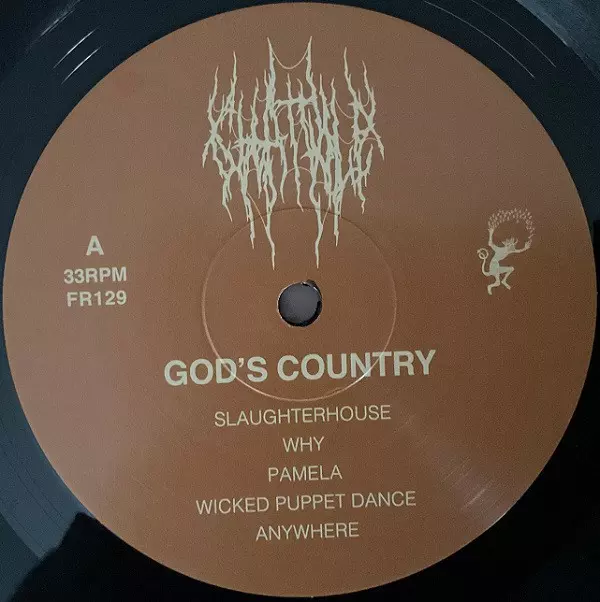 A
33RPM
FR129
GOD'S COUNTRY
SLAUGHTERHOUSE
WHY
PAMELA
WICKED PUPPET DANCE
ANYWHERE